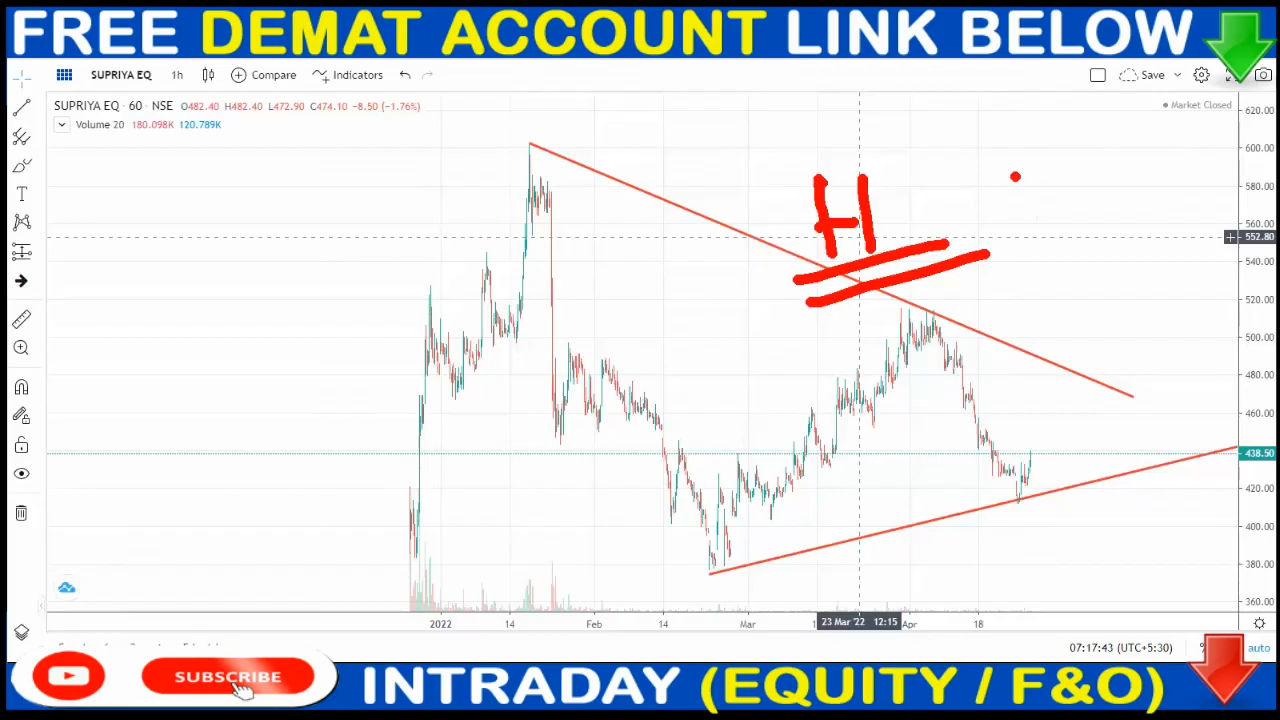 FREE DEMAT ACCOUNT LINK BELOW
SUPRIYA EQ 1h Compare Indicators Save
SUPRIYA EQ · 60 · NSE O482.40 H482.40 L472.90 C474.10 −8.50 (−1.76%)
Market Closed
Volume 20 180.098K 120.789K
620.00
600.00
580.00
H
552.80
540.00
520.00
500.00
480.00
460.00
438.50
420.00
400.00
380.00
360.00
2022 14 Feb 14 Mar 23 Mar '22 12:15 Apr 18
07:17:43 (UTC+5:30) auto
SUBSCRIBE
INTRADAY (EQUITY / F&O)